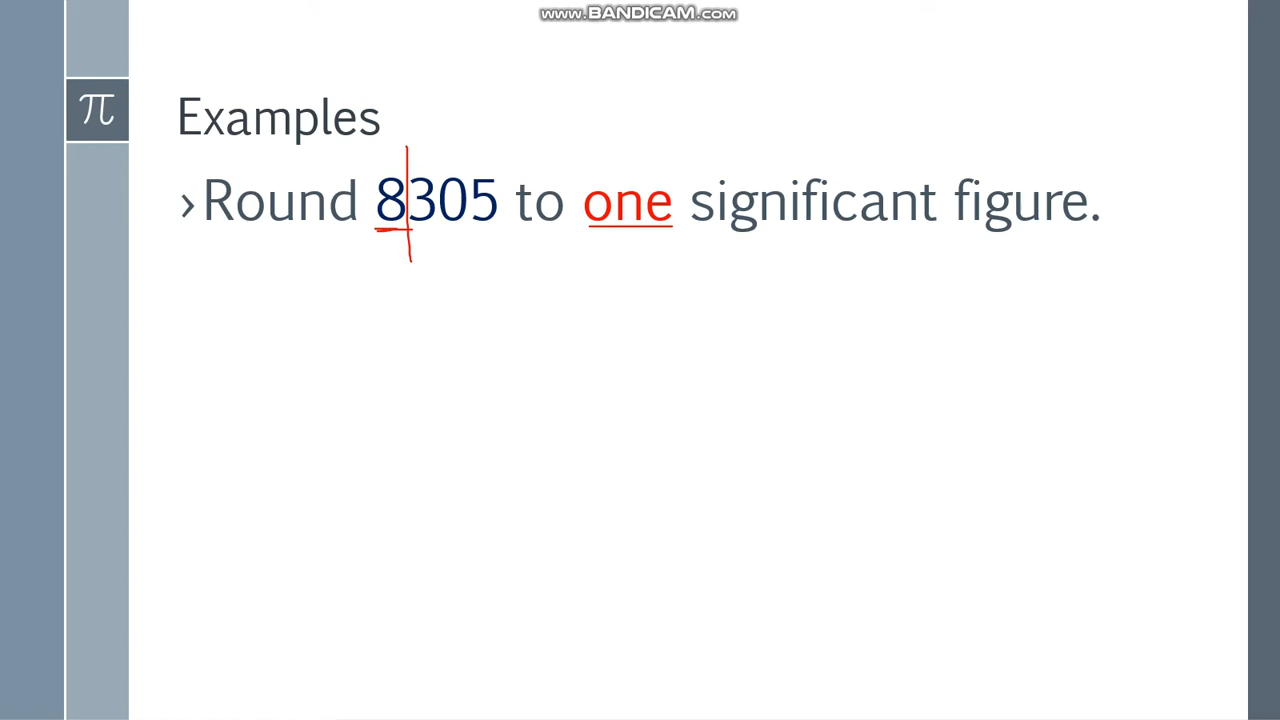 www.BANDICAM.com
π
Examples
›Round 8305 to one significant figure.